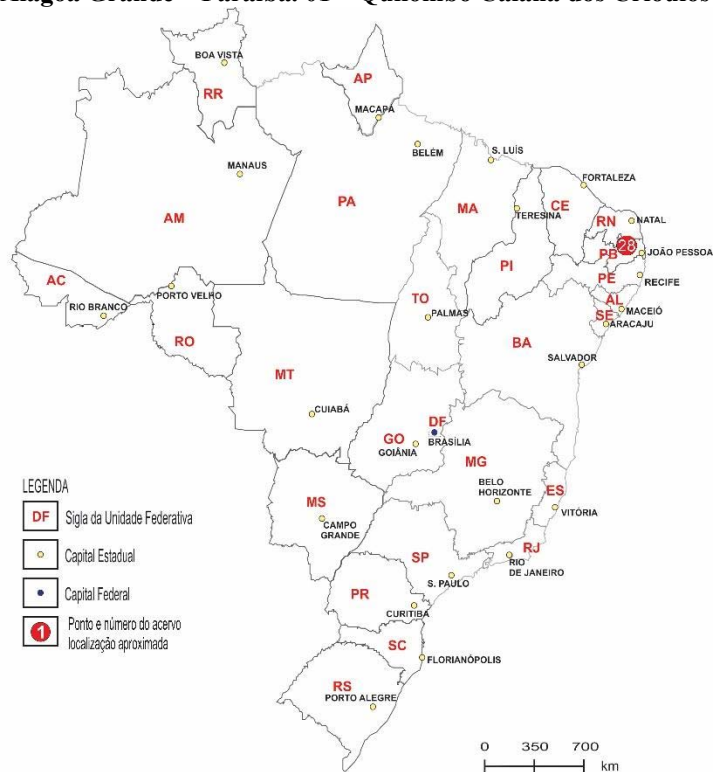 Alagoa Grande – Paraíba. 01 – Quilombo Caiana dos Crioulos
BOA VISTA
RR
AP
MACAPÁ
BELÉM
S. LUÍS
MANAUS
FORTALEZA
AM
PA
MA
TERESINA
CE
RN
NATAL
28
PB
JOÃO PESSOA
PI
PE
RECIFE
AC
PORTO VELHO
RIO BRANCO
TO
PALMAS
AL
MACEIÓ
SE
ARACAJU
RO
BA
MT
SALVADOR
CUIABÁ
DF
GO
BRASÍLIA
GOIÂNIA
MG
BELO
HORIZONTE
ES
VITÓRIA
MS
CAMPO
GRANDE
RJ
RIO
DE JANEIRO
SP
S. PAULO
PR
CURITIBA
SC
FLORIANÓPOLIS
RS
PORTO ALEGRE
LEGENDA
DF Sigla da Unidade Federativa
Capital Estadual
Capital Federal
1 Ponto e número do acervo
localização aproximada
0 350 700
km